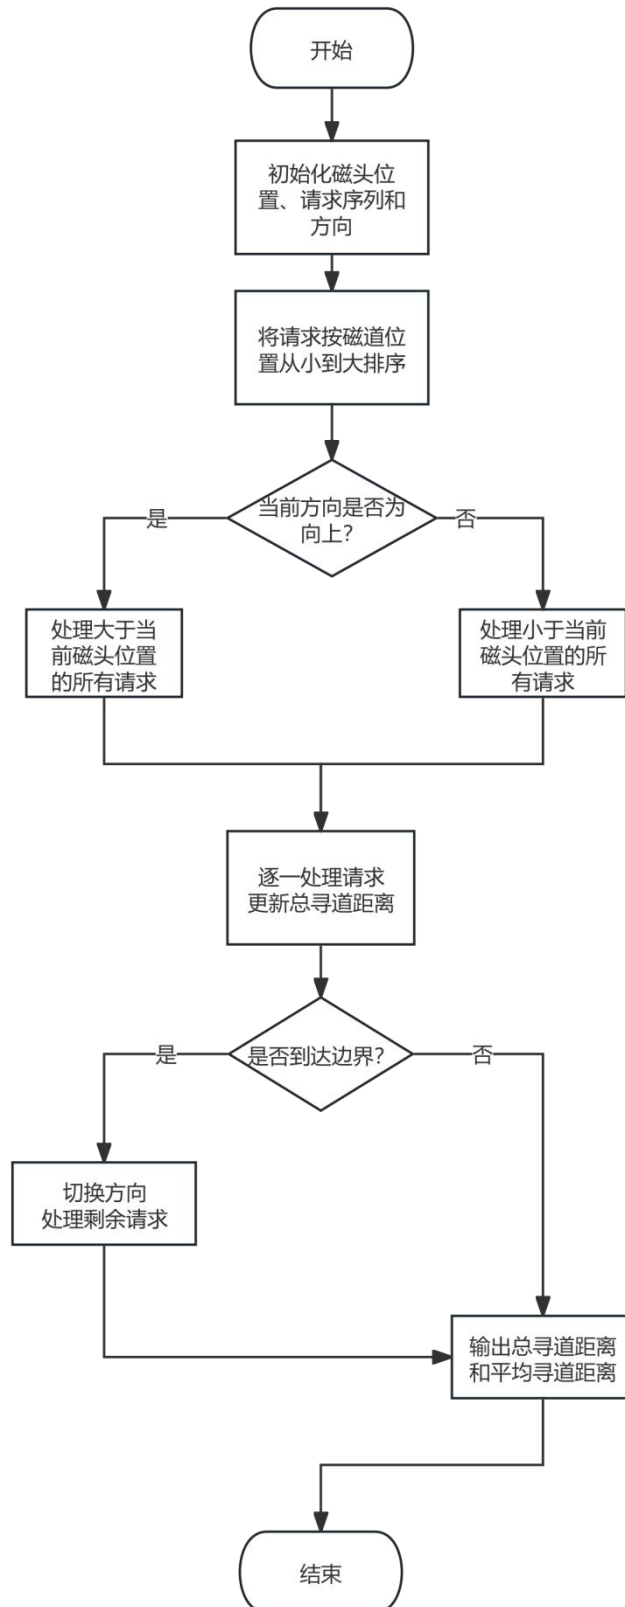 开始
初始化磁头位
置、请求序列和
方向
将请求按磁道位
置从小到大排序
当前方向是否为
向上？
是
否
处理大于当
前磁头位置
的所有请求
处理小于当前
磁头位置的所
有请求
逐一处理请求
更新总寻道距离
是否到达边界？
是
否
切换方向
处理剩余请求
输出总寻道距离
和平均寻道距离
结束